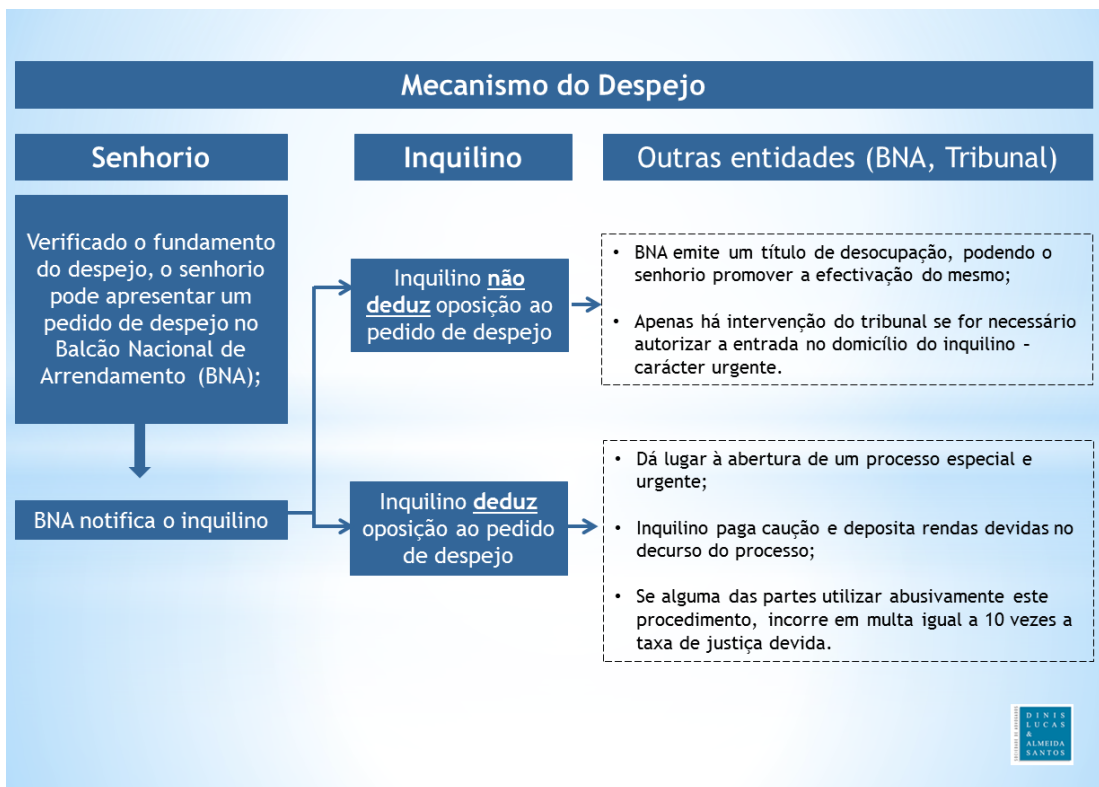 Mecanismo do Despejo
Senhorio
Inquilino
Outras entidades (BNA, Tribunal)
Verificado o fundamento
do despejo, o senhorio
pode apresentar um
pedido de despejo no
Balcão Nacional de
Arrendamento (BNA);
BNA notifica o inquilino
Inquilino não
deduz oposição ao
pedido de despejo
• BNA emite um título de desocupação, podendo o
senhorio promover a efectivação do mesmo;
• Apenas há intervenção do tribunal se for necessário
autorizar a entrada no domicílio do inquilino –
carácter urgente.
Inquilino deduz
oposição ao pedido
de despejo
• Dá lugar à abertura de um processo especial e
urgente;
• Inquilino paga caução e deposita rendas devidas no
decurso do processo;
• Se alguma das partes utilizar abusivamente este
procedimento, incorre em multa igual a 10 vezes a
taxa de justiça devida.
SOCIEDADE DE ADVOGADOS
DINIS
LUCAS
&
ALMEIDA
SANTOS